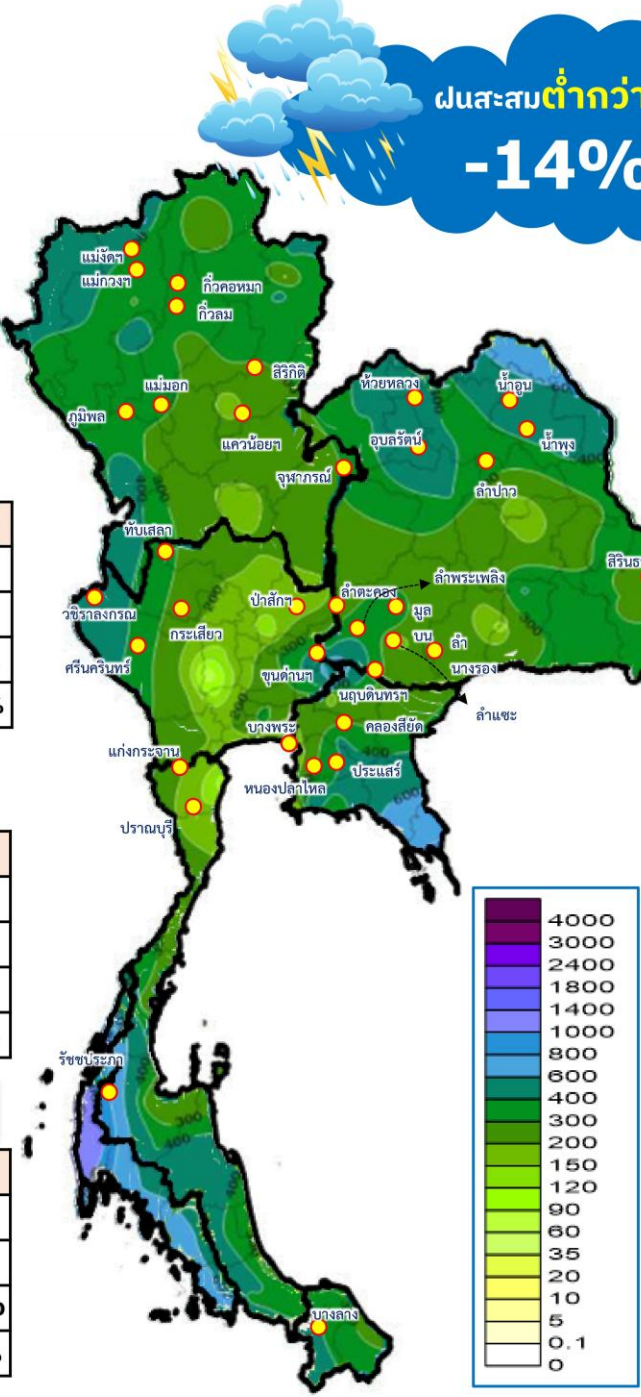 ฝนสะสมต่ำกว่า
-14%
แม่งัดฯ
แม่กวงฯ
กิ่วคอหมา
กิ่วลม
สิริกิติ์
แม่มอก
ภูมิพล
แควน้อยฯ
จุฬาภรณ์
ห้วยหลวง
น้ำอูน
อุบลรัตน์
น้ำพุง
ลำปาว
ทับเสลา
สิรินธ
ลำพระเพลิง
ป่าสักฯ
ลำตะคอง
วชิราลงกรณ
กระเสียว
มูล
บน
ลำ
ศรีนครินทร์
ขุนด่านฯ
นางรอง
นฤบดินทรฯ
ลำแซะ
บางพระ
คลองสียัด
แก่งกระจาน
ประแสร์
หนองปลาไหล
ปราณบุรี
รัชชประภา
บางลาง
4000
3000
2400
1800
1400
1000
800
600
400
300
200
150
120
90
60
35
20
10
5
0.1
0